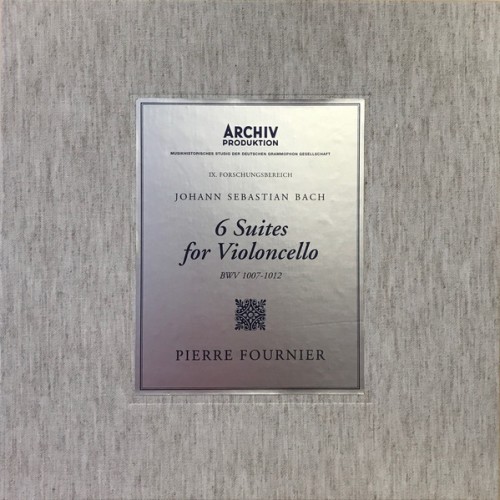 ARCHIV
PRODUKTION
MUSIKHISTORISCHES STUDIO DER DEUTSCHEN GRAMMOPHON GESELLSCHAFT
IX. FORSCHUNGSBEREICH
JOHANN SEBASTIAN BACH
6 Suites
for Violoncello
BWV 1007-1012
PIERRE FOURNIER